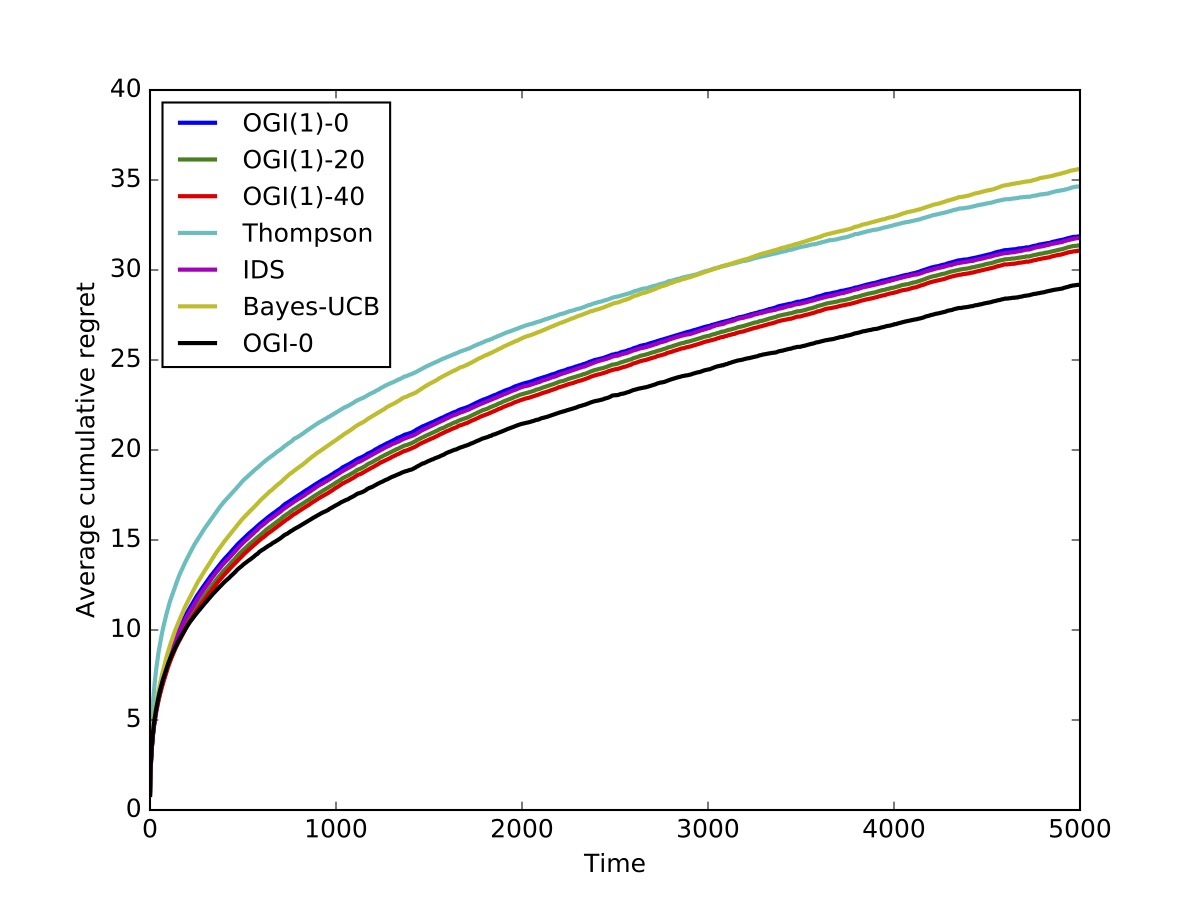 40
35
30
25
20
15
10
5
0
Average cumulative regret
OGI(1)-0
OGI(1)-20
OGI(1)-40
Thompson
IDS
Bayes-UCB
OGI-0
0 1000 2000 3000 4000 5000
Time